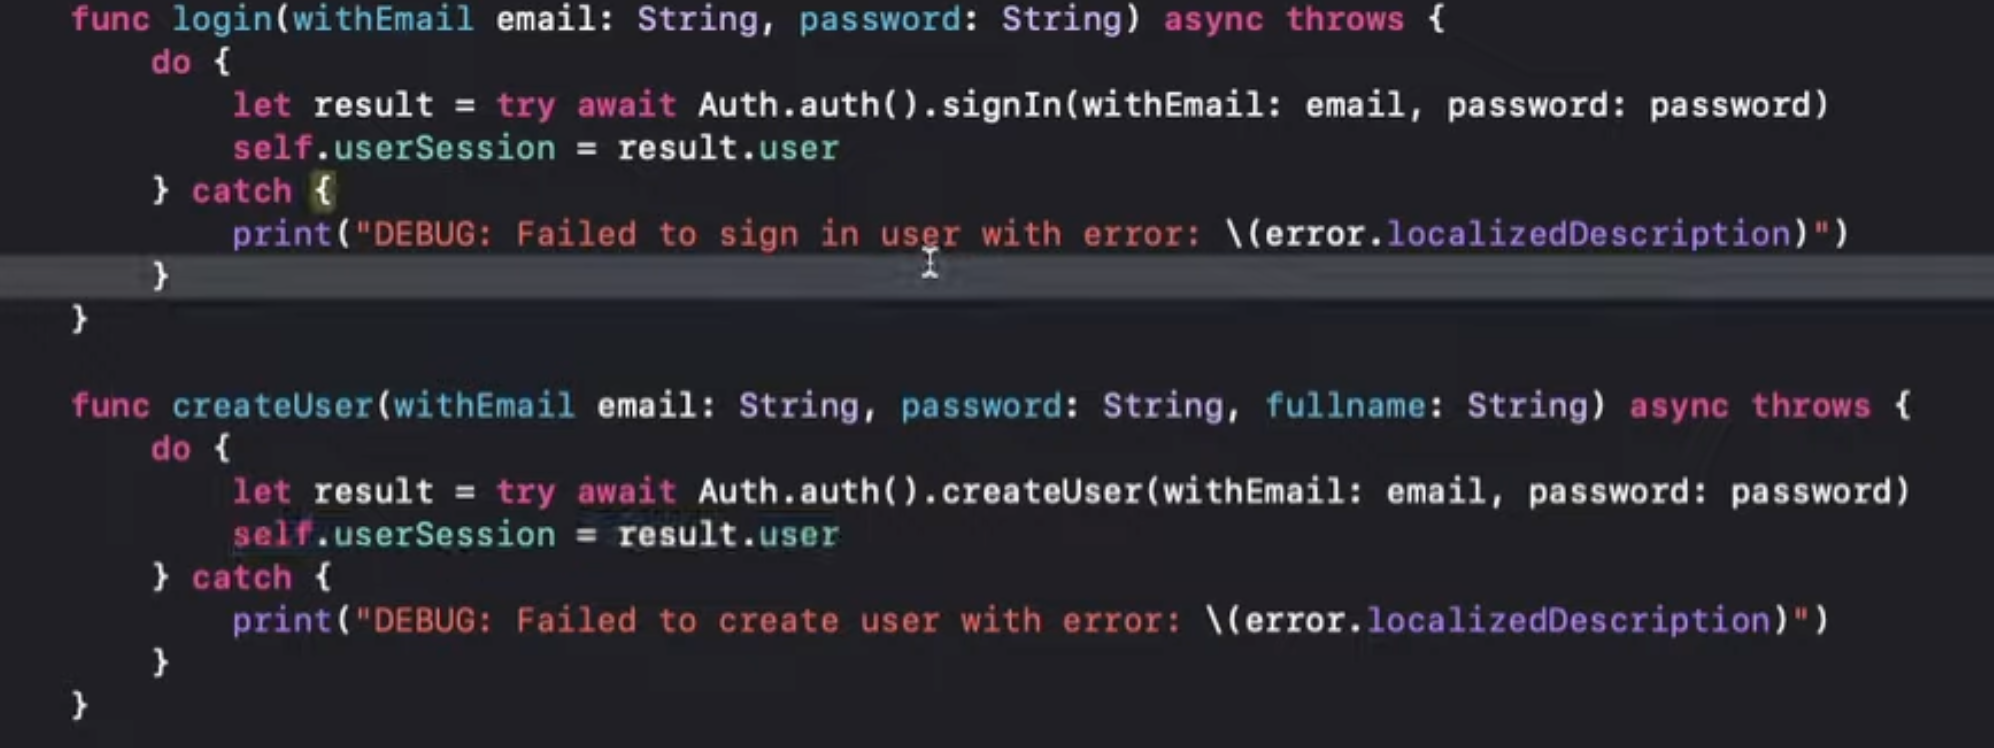 func login(withEmail email: String, password: String) async throws {
    do {
        let result = try await Auth.auth().signIn(withEmail: email, password: password)
        self.userSession = result.user
    } catch {
        print("DEBUG: Failed to sign in user with error: \(error.localizedDescription)")
    }
}

func createUser(withEmail email: String, password: String, fullname: String) async throws {
    do {
        let result = try await Auth.auth().createUser(withEmail: email, password: password)
        self.userSession = result.user
    } catch {
        print("DEBUG: Failed to create user with error: \(error.localizedDescription)")
    }
}